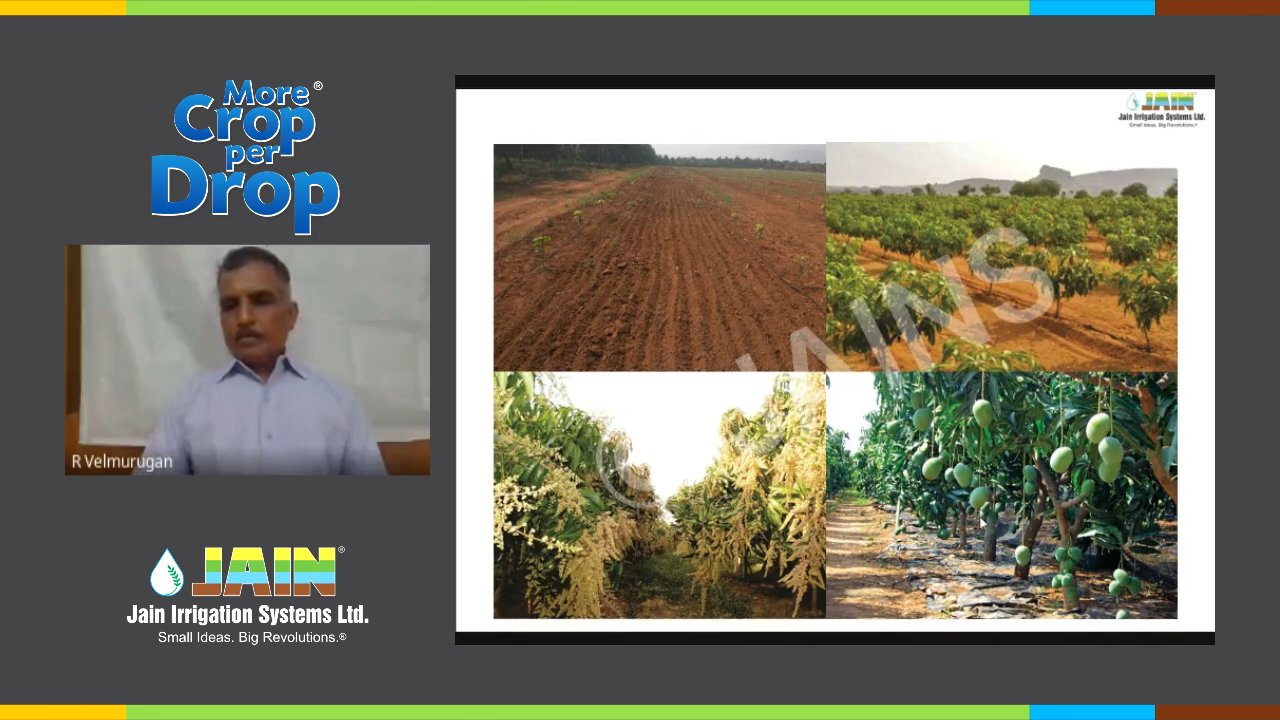 More®
Crop
per
Drop
R Velmurugan
JAIN®
Jain Irrigation Systems Ltd.
Small Ideas. Big Revolutions.®
JAIN
Jain Irrigation Systems Ltd.
Small Ideas. Big Revolutions.®
© JAINS